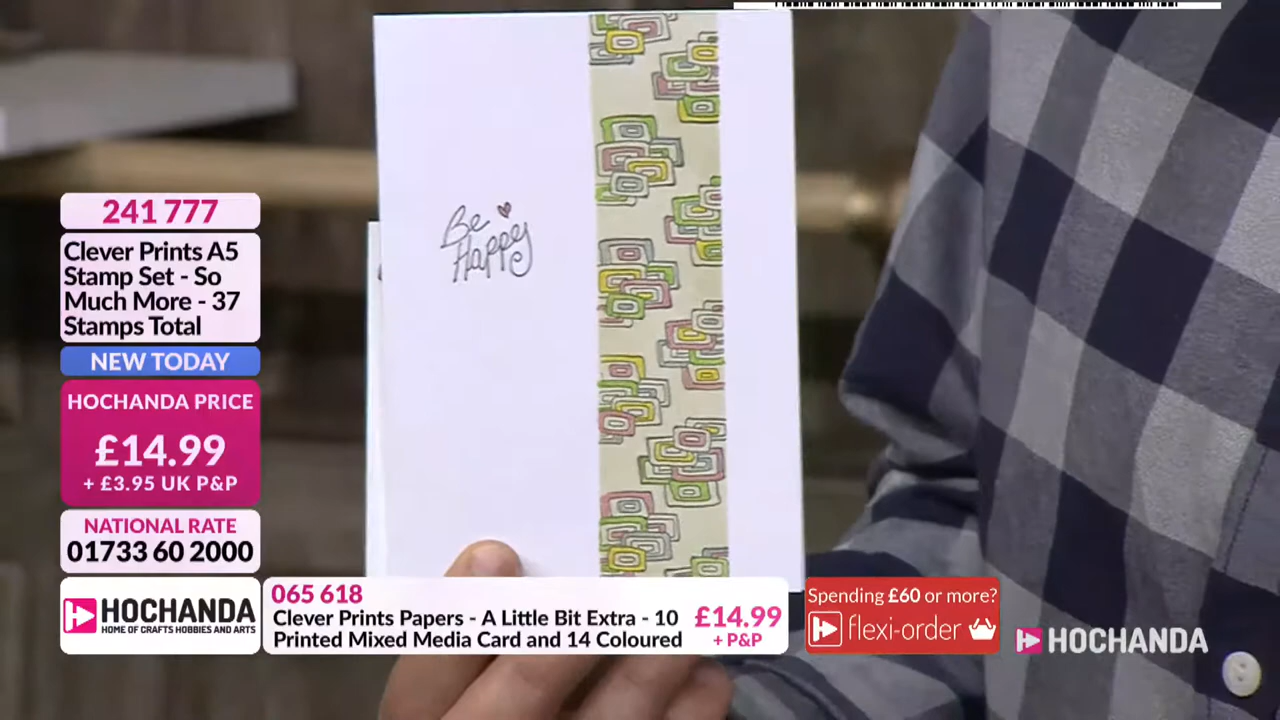 Be
Happy
241 777
Clever Prints A5
Stamp Set - So
Much More - 37
Stamps Total
NEW TODAY
HOCHANDA PRICE
£14.99
+ £3.95 UK P&P
NATIONAL RATE
01733 60 2000
HOCHANDA
HOME OF CRAFTS HOBBIES AND ARTS
065 618
Clever Prints Papers - A Little Bit Extra - 10
Printed Mixed Media Card and 14 Coloured
£14.99
+ P&P
Spending £60 or more?
flexi-order
HOCHANDA